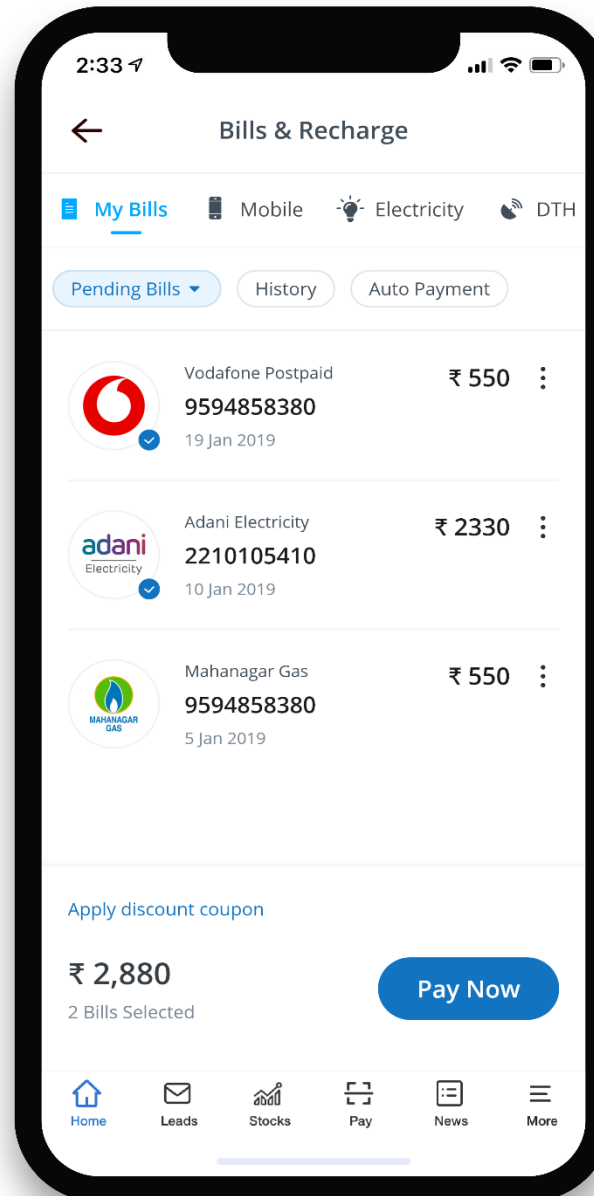 2:33
Bills & Recharge
My Bills Mobile Electricity DTH
Pending Bills History Auto Payment
Vodafone Postpaid
₹ 550
9594858380
19 Jan 2019
adani
Electricity
Adani Electricity
₹ 2330
2210105410
10 Jan 2019
MAHANAGAR
GAS
Mahanagar Gas
₹ 550
9594858380
5 Jan 2019
Apply discount coupon
₹ 2,880
2 Bills Selected
Pay Now
Home Leads Stocks Pay News More